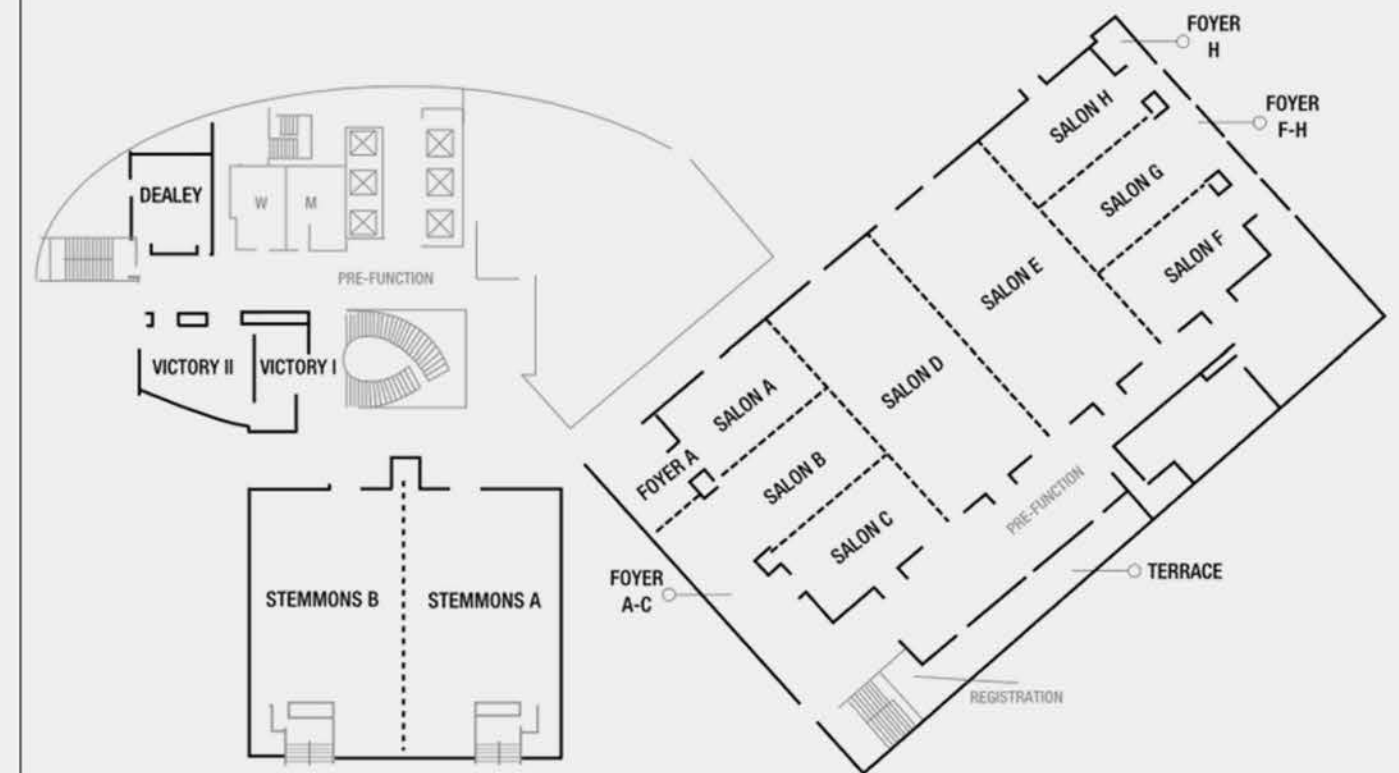 FOYER
H
FOYER
F-H
SALON H
SALON G
SALON F
SALON E
SALON D
SALON A
SALON B
SALON C
FOYER A
FOYER
A-C
PRE-FUNCTION
TERRACE
REGISTRATION
DEALEY
W
M
PRE-FUNCTION
VICTORY II
VICTORY I
STEMMONS B
STEMMONS A